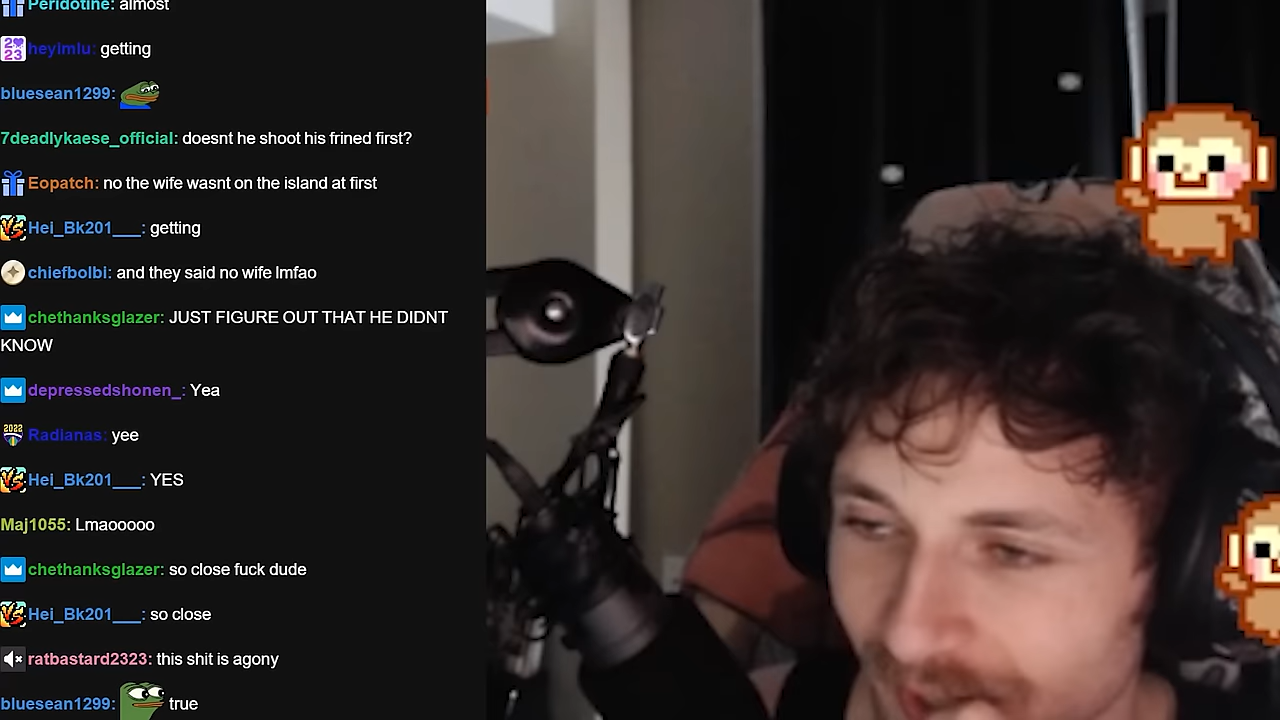 Peridotine: almost
heyimlu: getting
bluesean1299:
7deadlykaese_official: doesnt he shoot his frined first?
Eopatch: no the wife wasnt on the island at first
Hei_Bk201___: getting
chiefbolbi: and they said no wife lmfao
chethanksglazer: JUST FIGURE OUT THAT HE DIDNT
KNOW
depressedshonen_: Yea
2022 Radianas: yee
Hei_Bk201___: YES
Maj1055: Lmaooooo
chethanksglazer: so close fuck dude
Hei_Bk201___: so close
ratbastard2323: this shit is agony
bluesean1299: true